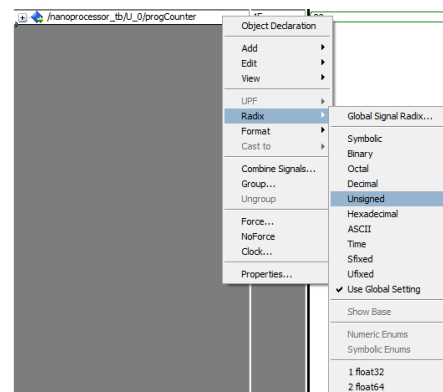 /nanoprocessor_tb/U_0/progCounter
Object Declaration
Add
Edit
View
UPF
Radix
Format
Cast to
Combine Signals...
Group...
Ungroup
Force...
NoForce
Clock...
Properties...
Global Signal Radix...
Symbolic
Binary
Octal
Decimal
Unsigned
Hexadecimal
ASCII
Time
Sfixed
Ufixed
Use Global Setting
Show Base
Numeric Enums
Symbolic Enums
1 float32
2 float64